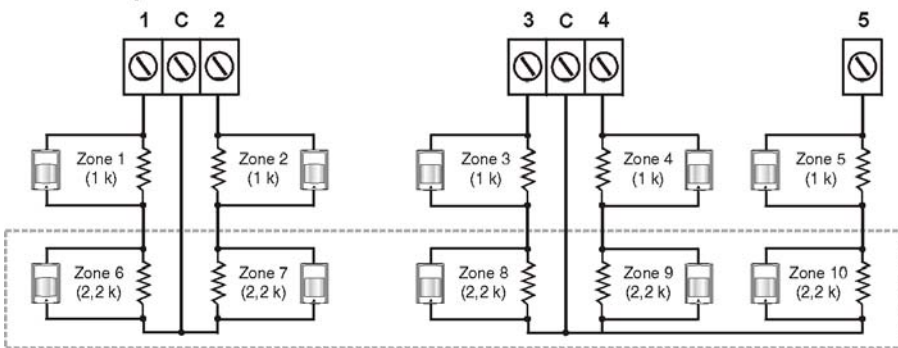 1 C 2 3 C 4 5
Zone 1 Zone 2 Zone 3 Zone 4 Zone 5
(1 k) (1 k) (1 k) (1 k) (1 k)
Zone 6 Zone 7 Zone 8 Zone 9 Zone 10
(2,2 k) (2,2 k) (2,2 k) (2,2 k) (2,2 k)